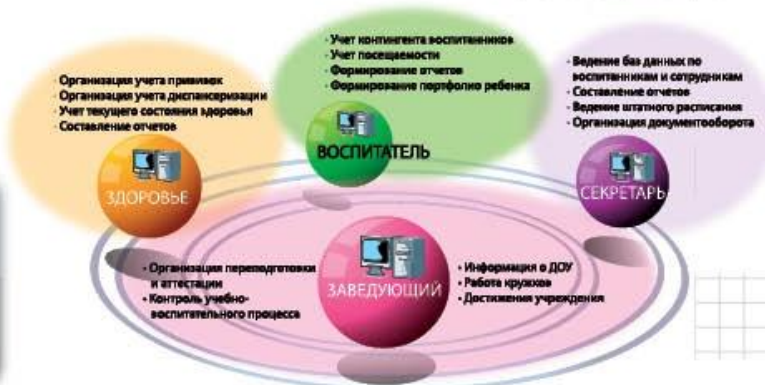 · Организация учета прививок
· Организация учета диспансеризации
· Учет текущего состояния здоровья
· Составление отчетов
ЗДОРОВЬЕ
· Учет контингента воспитанников
· Учет посещаемости
· Формирование отчетов
· Формирование портфолио ребенка
ВОСПИТАТЕЛЬ
· Ведение баз данных по
воспитанникам и сотрудникам
· Составление отчетов
· Ведение штатного расписания
· Организация документооборота
СЕКРЕТАРЬ
• Организация переподготовки
и аттестации
• Контроль учебно-
воспитательного процесса
ЗАВЕДУЮЩИЙ
• Информация о ДОУ
• Работа кружков
• Достижения учреждения